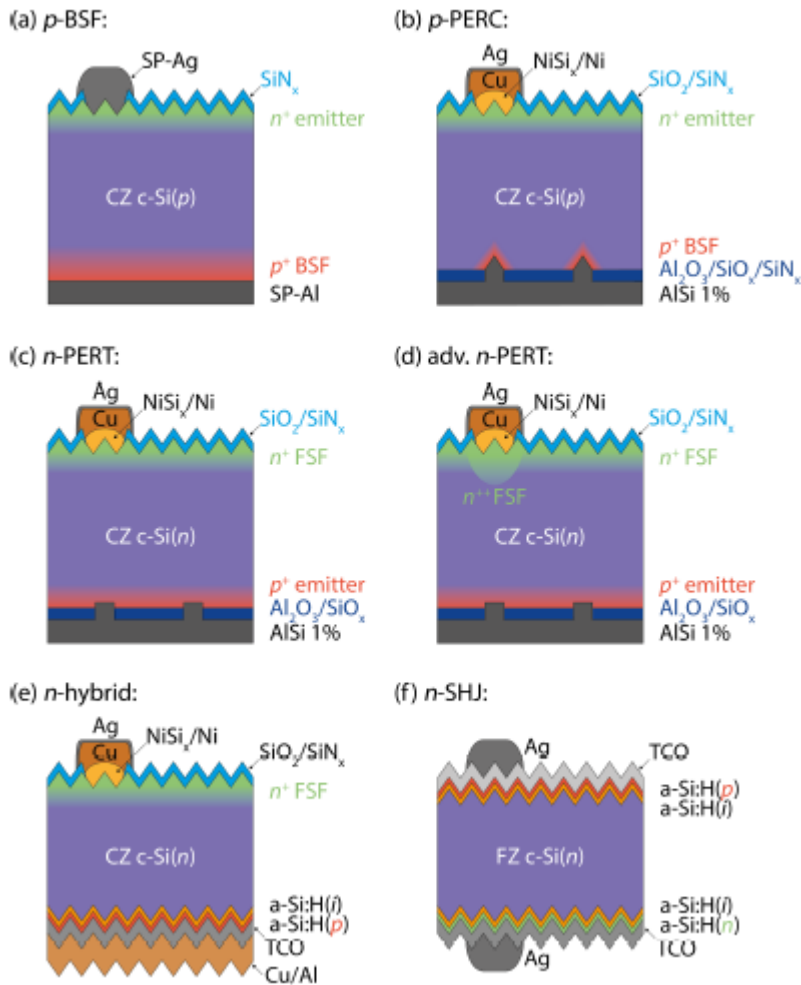 (a) p-BSF:
SP-Ag
SiNₓ
n⁺ emitter
CZ c-Si(p)
p⁺ BSF
SP-Al
(b) p-PERC:
Ag
NiSiₓ/Ni
Cu
SiO₂/SiNₓ
n⁺ emitter
CZ c-Si(p)
p⁺ BSF
Al₂O₃/SiOₓ/SiNₓ
AlSi 1%
(c) n-PERT:
Ag
NiSiₓ/Ni
Cu
SiO₂/SiNₓ
n⁺ FSF
CZ c-Si(n)
p⁺ emitter
Al₂O₃/SiOₓ
AlSi 1%
(d) adv. n-PERT:
Ag
NiSiₓ/Ni
Cu
SiO₂/SiNₓ
n⁺ FSF
n⁺⁺ FSF
CZ c-Si(n)
p⁺ emitter
Al₂O₃/SiOₓ
AlSi 1%
(e) n-hybrid:
Ag
NiSiₓ/Ni
Cu
SiO₂/SiNₓ
n⁺ FSF
CZ c-Si(n)
a-Si:H(i)
a-Si:H(p)
TCO
Cu/Al
(f) n-SHJ:
Ag
TCO
a-Si:H(p)
a-Si:H(i)
FZ c-Si(n)
a-Si:H(i)
a-Si:H(n)
TCO
Ag